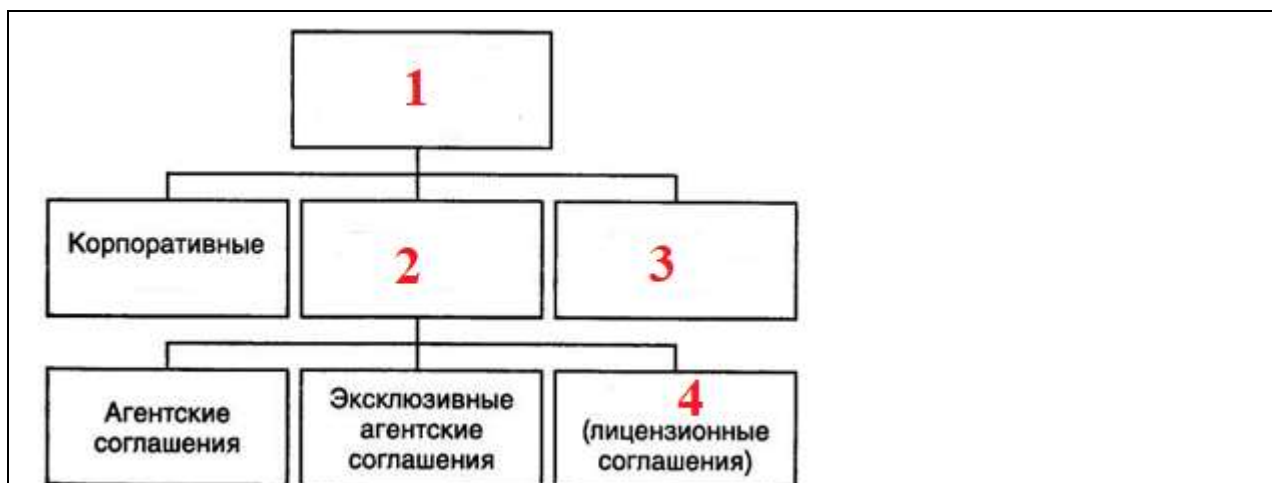 1
Корпоративные
2
3
Агентские
соглашения
Эксклюзивные
агентские
соглашения
4
(лицензионные
соглашения)